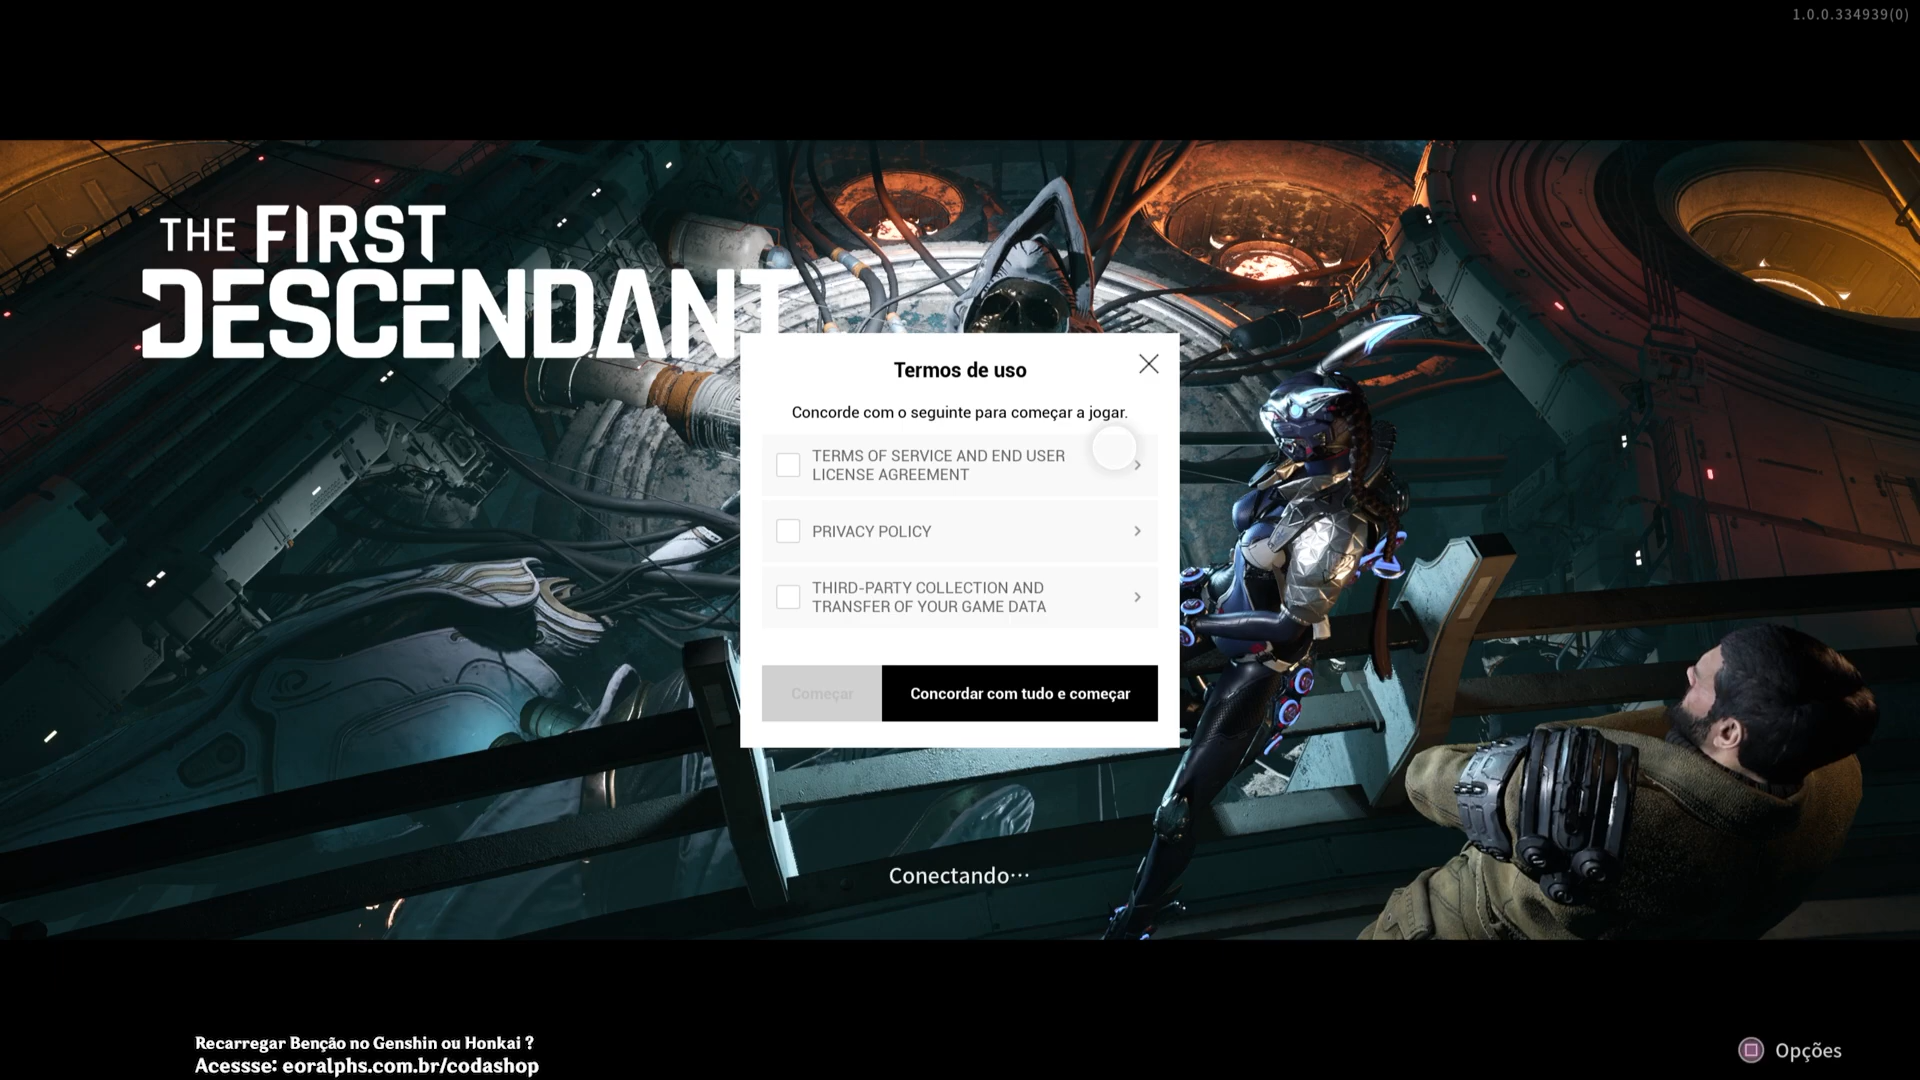 1.0.0.334939(0)
THE FIRST
DESCENDANT
Termos de uso
Concorde com o seguinte para começar a jogar.
TERMS OF SERVICE AND END USER
LICENSE AGREEMENT
PRIVACY POLICY
THIRD-PARTY COLLECTION AND
TRANSFER OF YOUR GAME DATA
Começar
Concordar com tudo e começar
Conectando···
Recarregar Benção no Genshin ou Honkai ?
Acessse: eoralphs.com.br/codashop
Opções